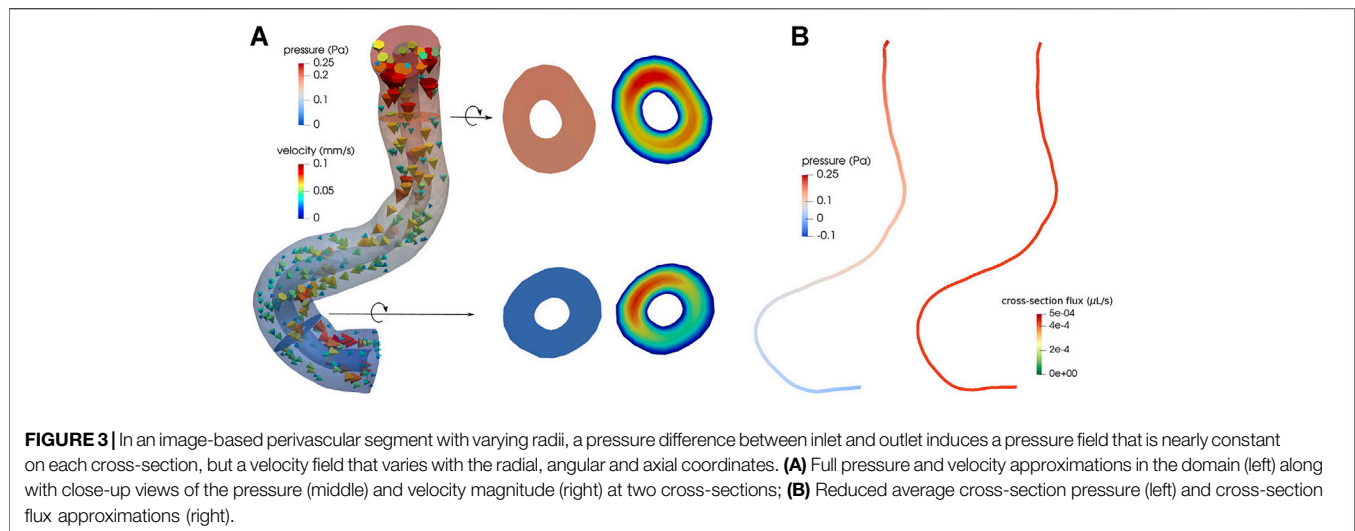 A
pressure (Pa)
0.25
0.2
0.1
0
velocity (mm/s)
0.1
0.05
0
B
pressure (Pa)
0.25
0.1
0
-0.1
cross-section flux (µL/s)
5e-04
4e-4
2e-4
0e+00
FIGURE 3 | In an image-based perivascular segment with varying radii, a pressure difference between inlet and outlet induces a pressure field that is nearly constant
on each cross-section, but a velocity field that varies with the radial, angular and axial coordinates. (A) Full pressure and velocity approximations in the domain (left) along
with close-up views of the pressure (middle) and velocity magnitude (right) at two cross-sections; (B) Reduced average cross-section pressure (left) and cross-section
flux approximations (right).